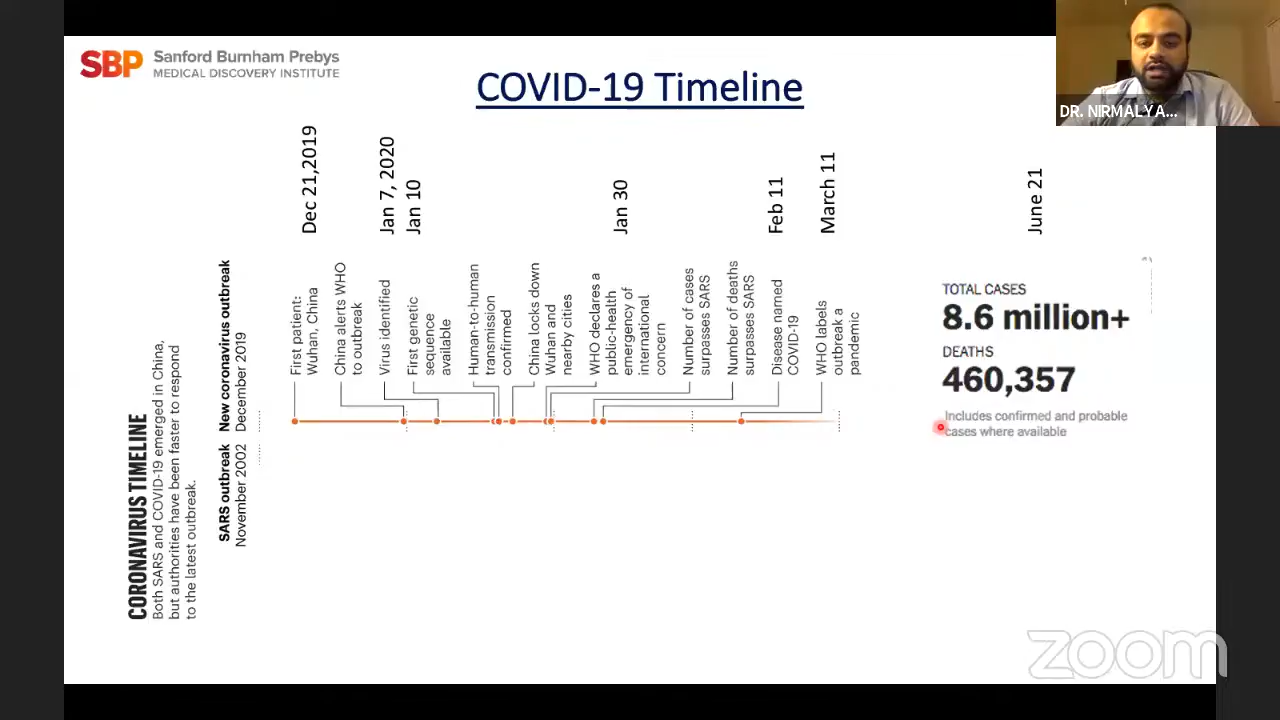 SBP
Sanford Burnham Prebys
MEDICAL DISCOVERY INSTITUTE
COVID-19 Timeline
DR. NIRMALYA...
Dec 21,2019
Jan 7, 2020
Jan 10
Jan 30
Feb 11
March 11
June 21
CORONAVIRUS TIMELINE
Both SARS and COVID-19 emerged in China,
but authorities have been faster to respond
to the latest outbreak.
SARS outbreak
November 2002
New coronavirus outbreak
December 2019
First patient:
Wuhan, China
China alerts WHO
to outbreak
Virus identified
First genetic
sequence
available
Human-to-human
transmission
confirmed
China locks down
Wuhan and
nearby cities
WHO declares a
public-health
emergency of
international
concern
Number of cases
surpasses SARS
Number of deaths
surpasses SARS
Disease named
COVID-19
WHO labels
outbreak a
pandemic
TOTAL CASES
8.6 million+
DEATHS
460,357
Includes confirmed and probable
cases where available
zoom